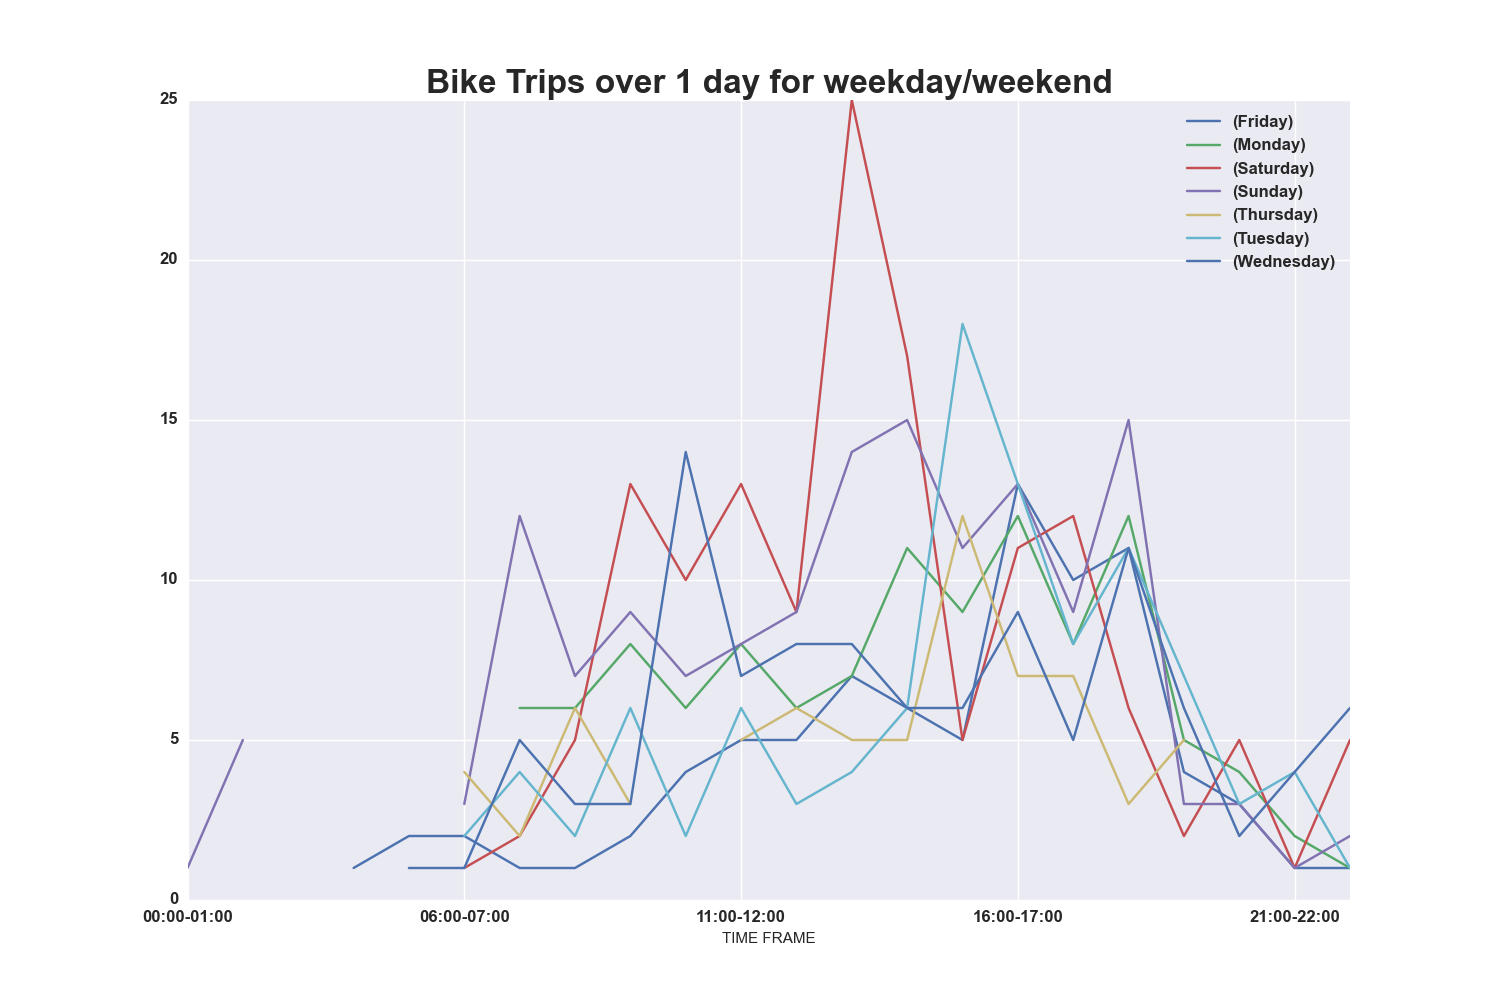 Bike Trips over 1 day for weekday/weekend
25
20
15
10
5
0
(Friday)
(Monday)
(Saturday)
(Sunday)
(Thursday)
(Tuesday)
(Wednesday)
00:00-01:00 06:00-07:00 11:00-12:00 16:00-17:00 21:00-22:00
TIME FRAME